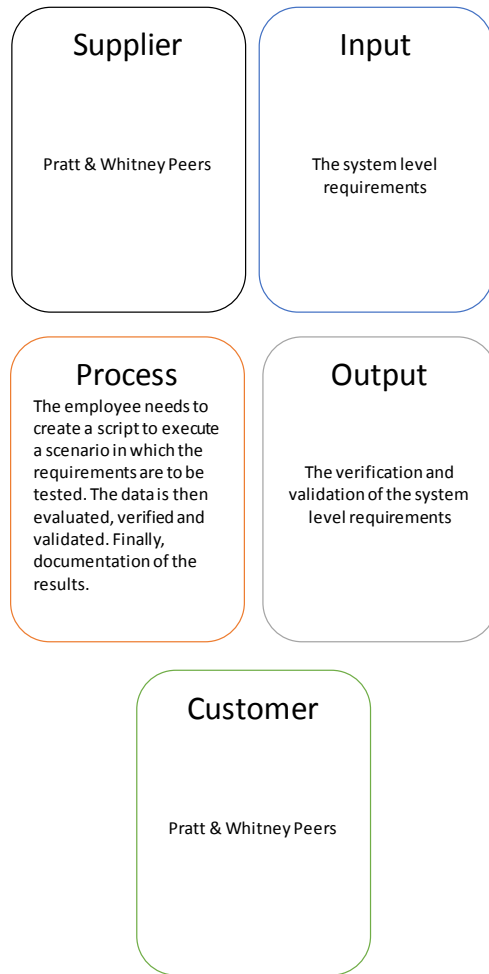 Supplier
Pratt & Whitney Peers
Input
The system level
requirements
Process
The employee needs to
create a script to execute
a scenario in which the
requirements are to be
tested. The data is then
evaluated, verified and
validated. Finally,
documentation of the
results.
Output
The verification and
validation of the system
level requirements
Customer
Pratt & Whitney Peers